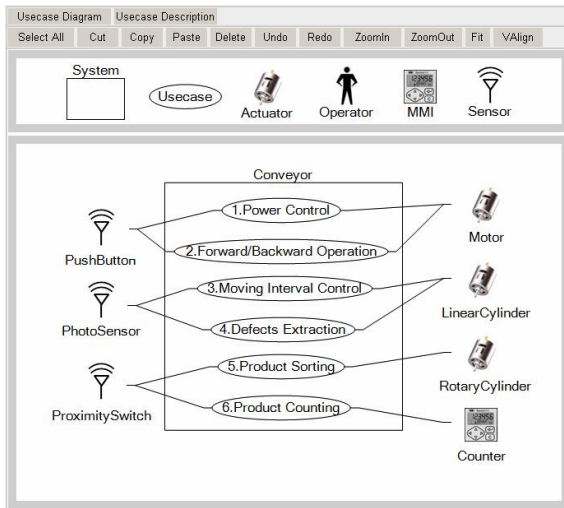 Usecase Diagram Usecase Description
Select All Cut Copy Paste Delete Undo Redo ZoomIn ZoomOut Fit VAlign
System
Usecase
Actuator Operator MMI Sensor
Conveyor
1.Power Control
2.Forward/Backward Operation
PushButton
Motor
3.Moving Interval Control
4.Defects Extraction
PhotoSensor
LinearCylinder
5.Product Sorting
6.Product Counting
ProximitySwitch
RotaryCylinder
Counter